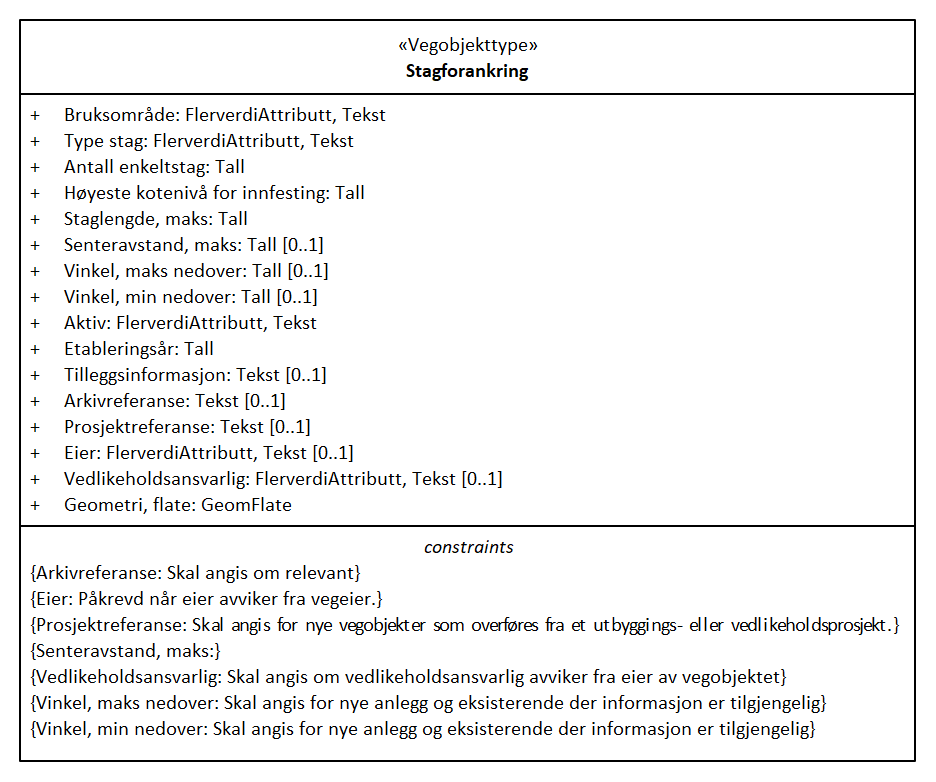 «Vegobjekttype»
Stagforankring
+ Bruksområde: FlerverdiAttributt, Tekst
+ Type stag: FlerverdiAttributt, Tekst
+ Antall enkeltstag: Tall
+ Høyeste kotenivå for innfesting: Tall
+ Staglengde, maks: Tall
+ Senteravstand, maks: Tall [0..1]
+ Vinkel, maks nedover: Tall [0..1]
+ Vinkel, min nedover: Tall [0..1]
+ Aktiv: FlerverdiAttributt, Tekst
+ Etableringsår: Tall
+ Tilleggsinformasjon: Tekst [0..1]
+ Arkivreferanse: Tekst [0..1]
+ Prosjektreferanse: Tekst [0..1]
+ Eier: FlerverdiAttributt, Tekst [0..1]
+ Vedlikeholdsansvarlig: FlerverdiAttributt, Tekst [0..1]
+ Geometri, flate: GeomFlate
constraints
{Arkivreferanse: Skal angis om relevant}
{Eier: Påkrevd når eier avviker fra vegeier.}
{Prosjektreferanse: Skal angis for nye vegobjekter som overføres fra et utbyggings- eller vedlikeholdsprosjekt.}
{Senteravstand, maks:}
{Vedlikeholdsansvarlig: Skal angis om vedlikeholdsansvarlig avviker fra eier av vegobjektet}
{Vinkel, maks nedover: Skal angis for nye anlegg og eksisterende der informasjon er tilgjengelig}
{Vinkel, min nedover: Skal angis for nye anlegg og eksisterende der informasjon er tilgjengelig}